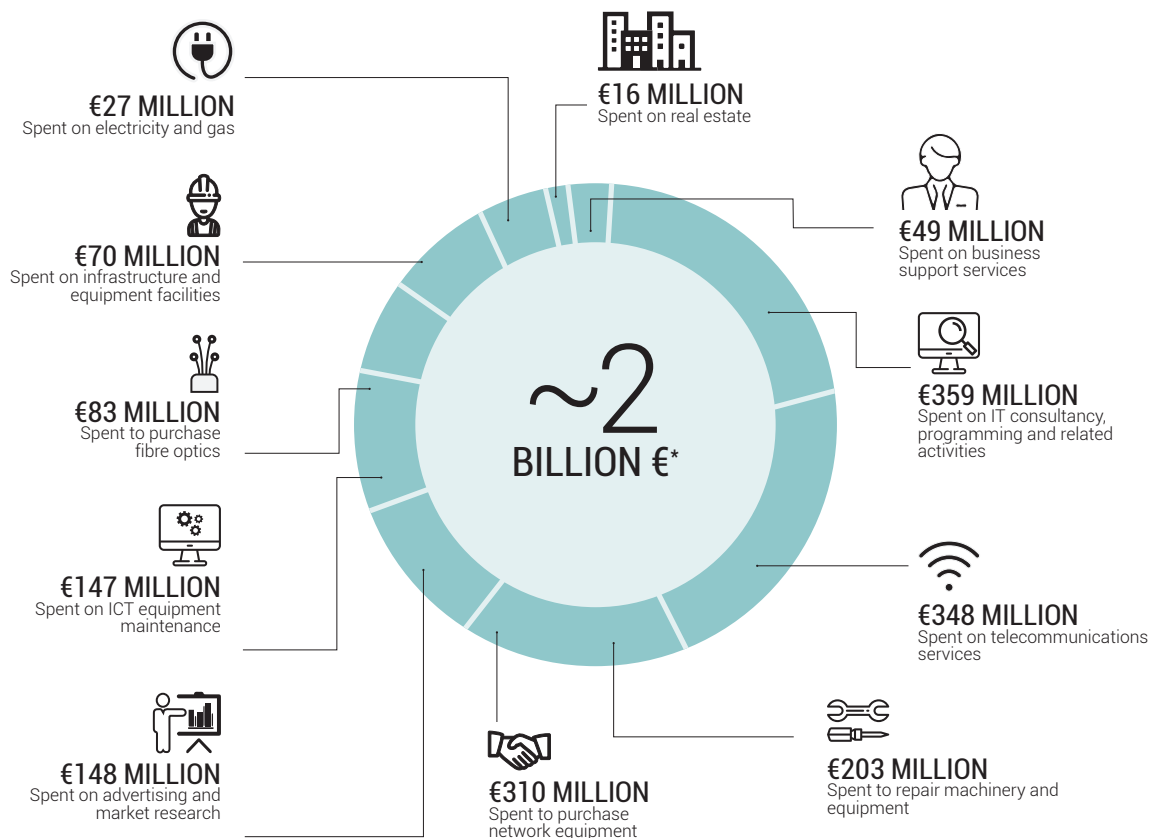 €27 MILLION
Spent on electricity and gas
€16 MILLION
Spent on real estate
€49 MILLION
Spent on business
support services
€70 MILLION
Spent on infrastructure and
equipment facilities
€359 MILLION
Spent on IT consultancy,
programming and related
activities
€83 MILLION
Spent to purchase
fibre optics
~2
BILLION €*
€147 MILLION
Spent on ICT equipment
maintenance
€348 MILLION
Spent on telecommunications
services
€148 MILLION
Spent on advertising and
market research
€310 MILLION
Spent to purchase
network equipment
€203 MILLION
Spent to repair machinery and
equipment